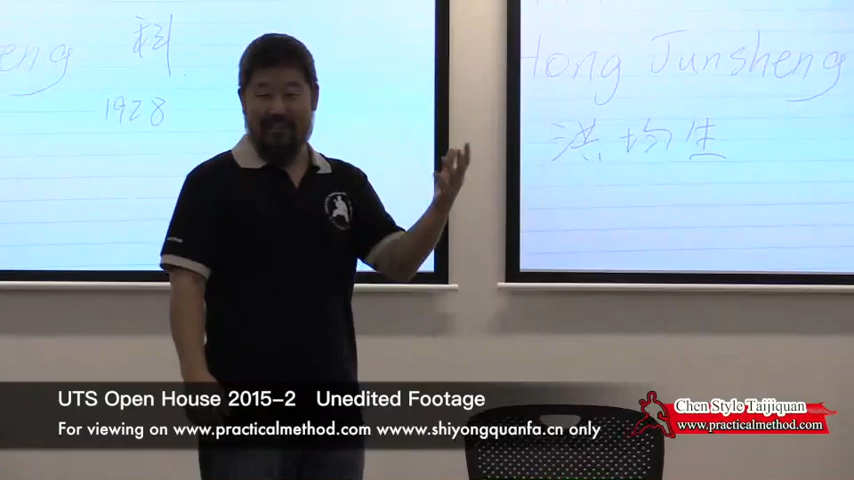 eng 科
1928
Hong Junsheng
洪均生
UTS Open House 2015-2 Unedited Footage
For viewing on www.practicalmethod.com wwww.shiyongquanfa.cn only
Chen Style Taijiquan
www.practicalmethod.com